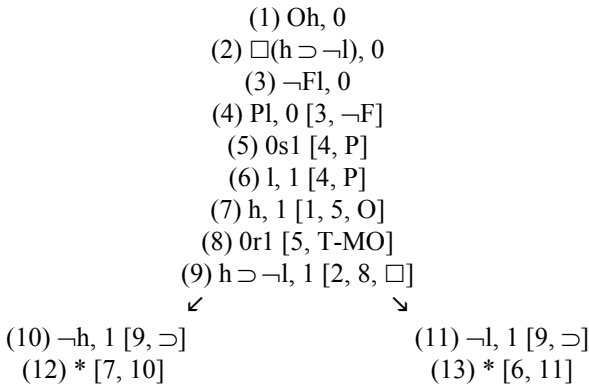 (1) Oh, 0
(2) □(h ⊃ ¬l), 0
(3) ¬Fl, 0
(4) Pl, 0 [3, ¬F]
(5) 0s1 [4, P]
(6) l, 1 [4, P]
(7) h, 1 [1, 5, O]
(8) 0r1 [5, T-MO]
(9) h ⊃ ¬l, 1 [2, 8, □]
↙ ↘
(10) ¬h, 1 [9, ⊃] (11) ¬l, 1 [9, ⊃]
(12) * [7, 10] (13) * [6, 11]